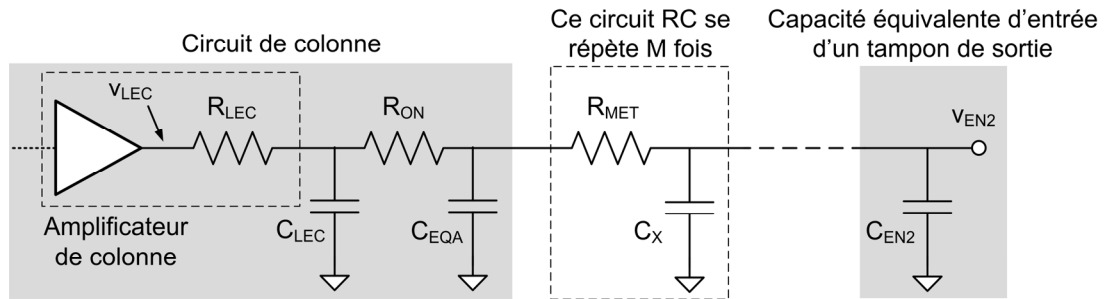 Circuit de colonne
Ce circuit RC se
répète M fois
Capacité équivalente d'entrée
d'un tampon de sortie
vLEC
RLEC
RON
RMET
vEN2
CLEC
CEQA
CX
CEN2
Amplificateur
de colonne